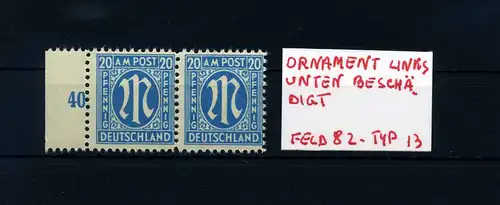 40
20 AM POST 20
PFENNIG M PFENNIG
DEUTSCHLAND
20 AM POST 20
PFENNIG M PFENNIG
DEUTSCHLAND
ORNAMENT LINKS
UNTEN BESCHÄ_
DIGT
FELD 82 - TYP 13